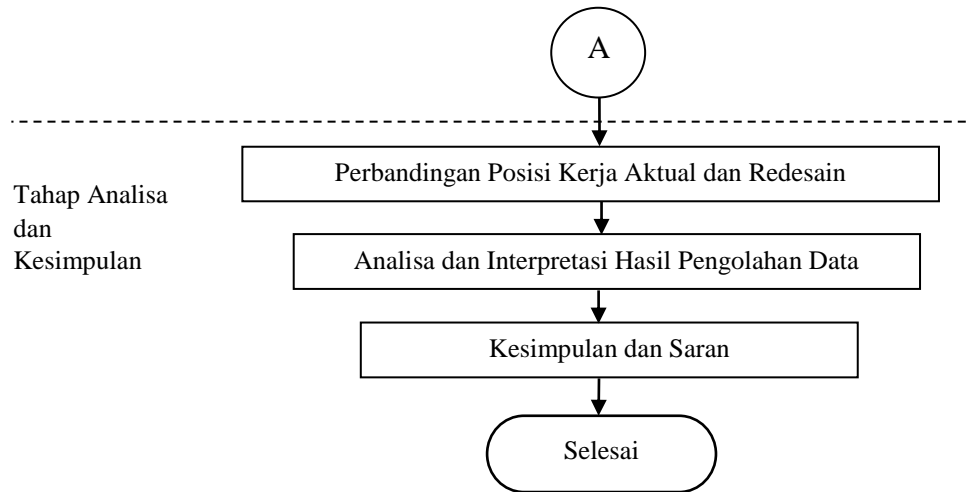 A
Perbandingan Posisi Kerja Aktual dan Redesain
Tahap Analisa
dan
Kesimpulan
Analisa dan Interpretasi Hasil Pengolahan Data
Kesimpulan dan Saran
Selesai